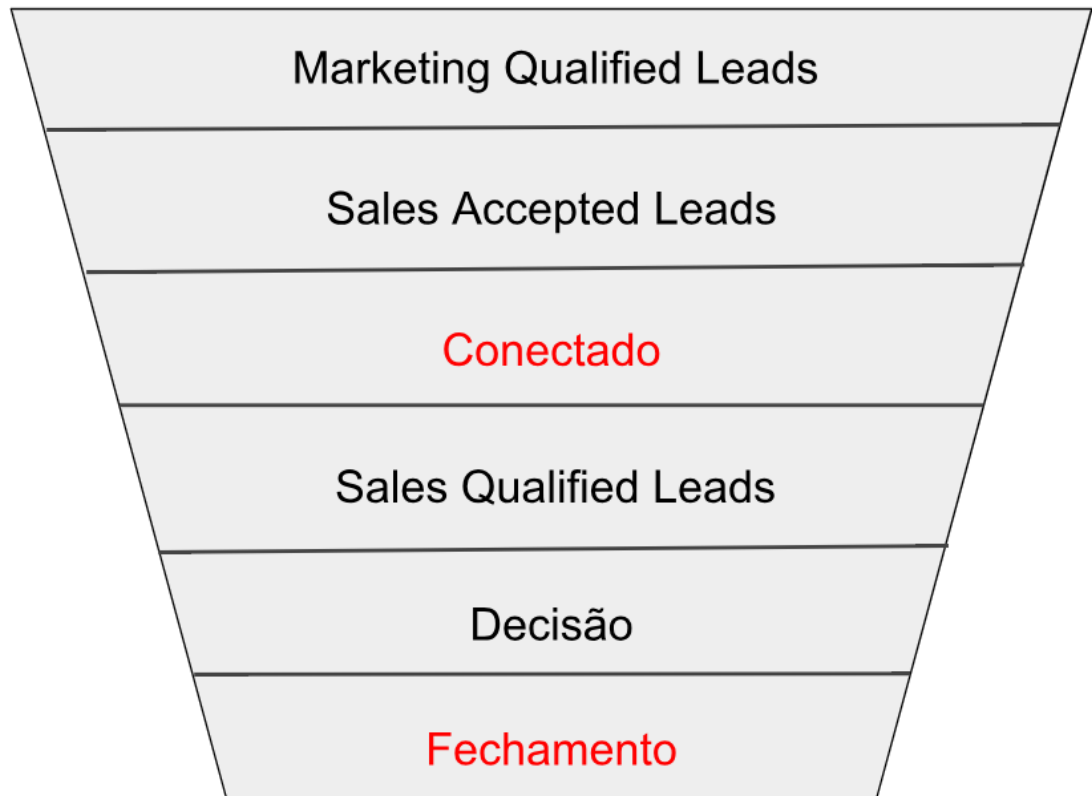 Marketing Qualified Leads
Sales Accepted Leads
Conectado
Sales Qualified Leads
Decisão
Fechamento